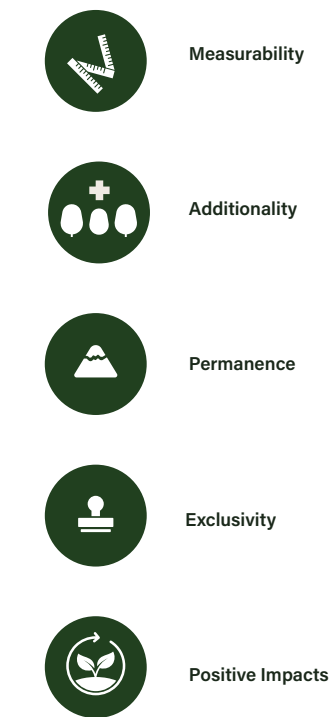 Measurability
Additionality
Permanence
Exclusivity
Positive Impacts